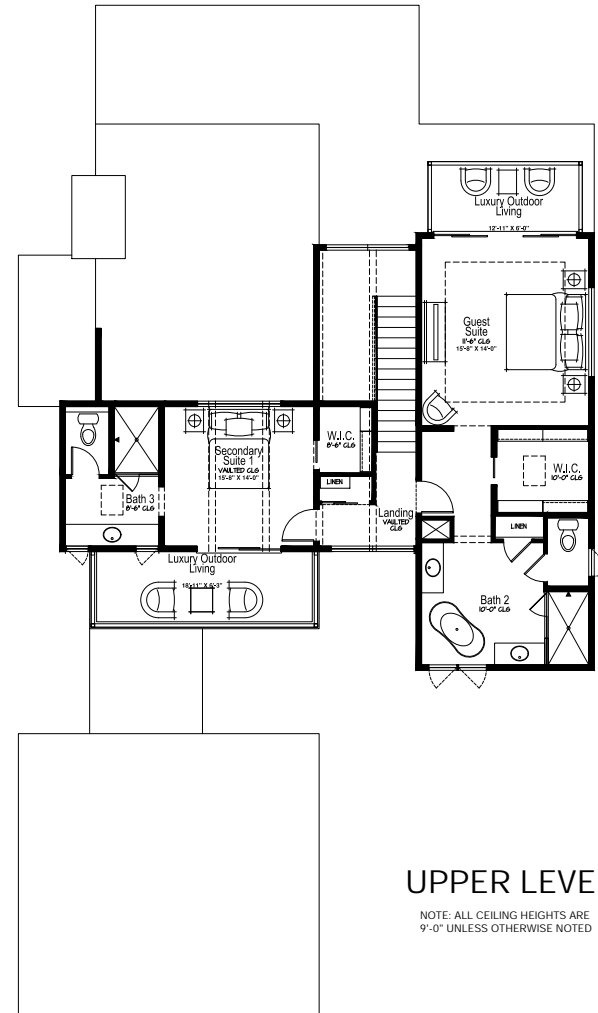 Luxury Outdoor
Living
12'-11" X 6'-0"
Guest
Suite
11'-6" CLG
15'-8" X 14'-0"
W.I.C.
10'-0" CLG
LINEN
Bath 2
10'-0" CLG
Landing
VAULTED
CLG
W.I.C.
8'-6" CLG
LINEN
Secondary
Suite 1
VAULTED CLG
15'-8" X 14'-0"
Bath 3
8'-6" CLG
Luxury Outdoor
Living
18'-11" X 6'-3"
UPPER LEVE
NOTE: ALL CEILING HEIGHTS ARE
9'-0" UNLESS OTHERWISE NOTED